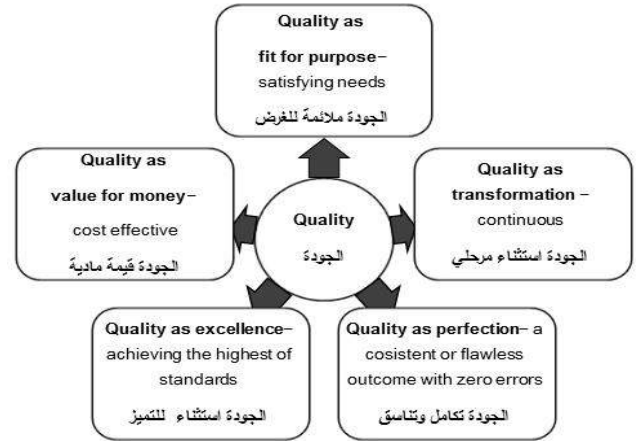 Quality as
fit for purpose–
satisfying needs
الجودة ملائمة للغرض
Quality as
value for money–
cost effective
الجودة قيمة مادية
Quality as
transformation –
continuous
الجودة استثناء مرحلي
Quality
الجودة
Quality as excellence–
achieving the highest of
standards
الجودة استثناء للتميز
Quality as perfection– a
cosistent or flawless
outcome with zero errors
الجودة تكامل وتناسق